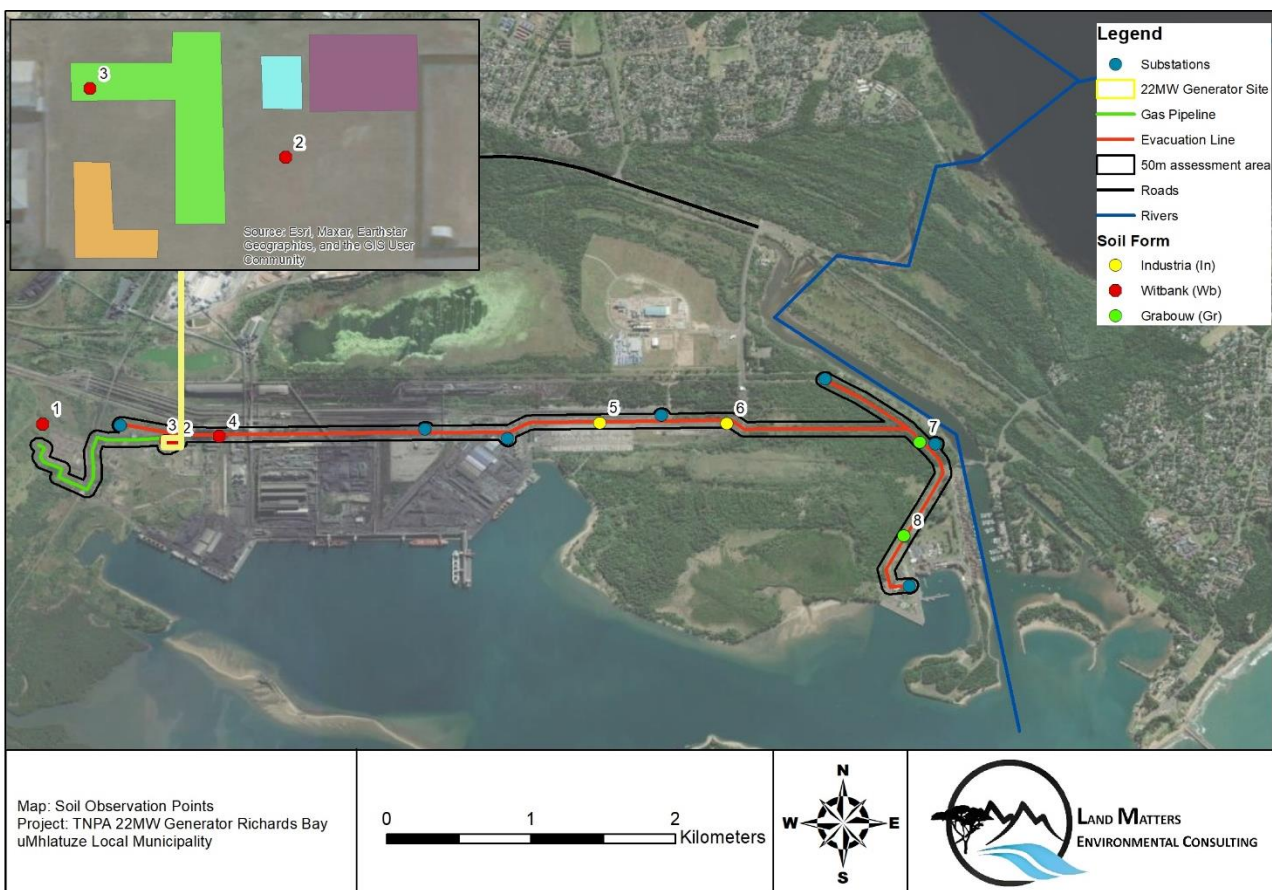 3
2
Source: Esri, Maxar, Earthstar
Geographics, and the GIS User
Community
Legend
Substations
22MW Generator Site
Gas Pipeline
Evacuation Line
50m assessment area
Roads
Rivers
Soil Form
Industria (In)
Witbank (Wb)
Grabouw (Gr)
1
3
2
4
5
6
7
8
Map: Soil Observation Points
Project: TNPA 22MW Generator Richards Bay
uMhlatuze Local Municipality
0 1 2
Kilometers
N
W E
S
LAND MATTERS
ENVIRONMENTAL CONSULTING